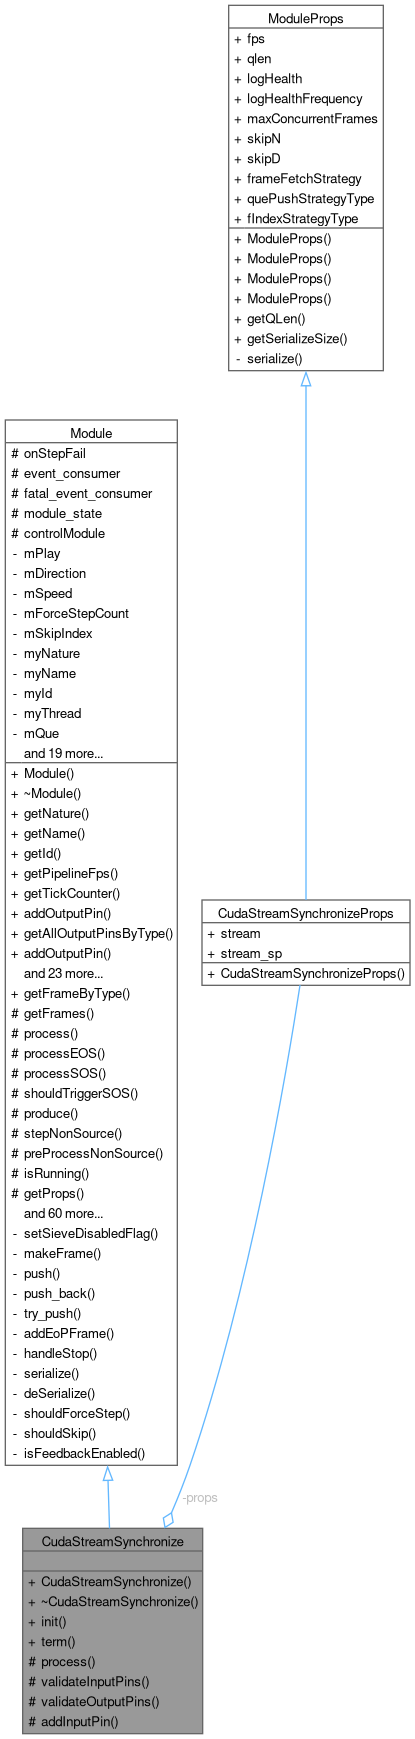 ModuleProps
+ fps
+ qlen
+ logHealth
+ logHealthFrequency
+ maxConcurrentFrames
+ skipN
+ skipD
+ frameFetchStrategy
+ quePushStrategyType
+ fIndexStrategyType
+ ModuleProps()
+ ModuleProps()
+ ModuleProps()
+ ModuleProps()
+ getQLen()
+ getSerializeSize()
- serialize()
Module
# onStepFail
# event_consumer
# fatal_event_consumer
# module_state
# controlModule
- mPlay
- mDirection
- mSpeed
- mForceStepCount
- mSkipIndex
- myNature
- myName
- myId
- myThread
- mQue
and 19 more...
+ Module()
+ ~Module()
+ getNature()
+ getName()
+ getId()
+ getPipelineFps()
+ getTickCounter()
+ addOutputPin()
+ getAllOutputPinsByType()
+ addOutputPin()
and 23 more...
+ getFrameByType()
# getFrames()
# process()
# processEOS()
# processSOS()
# shouldTriggerSOS()
# produce()
# stepNonSource()
# preProcessNonSource()
# isRunning()
# getProps()
and 60 more...
- setSieveDisabledFlag()
- makeFrame()
- push()
- push_back()
- try_push()
- addEoPFrame()
- handleStop()
- serialize()
- deSerialize()
- shouldForceStep()
- shouldSkip()
- isFeedbackEnabled()
CudaStreamSynchronizeProps
+ stream
+ stream_sp
+ CudaStreamSynchronizeProps()
-props
CudaStreamSynchronize
+ CudaStreamSynchronize()
+ ~CudaStreamSynchronize()
+ init()
+ term()
# process()
# validateInputPins()
# validateOutputPins()
# addInputPin()